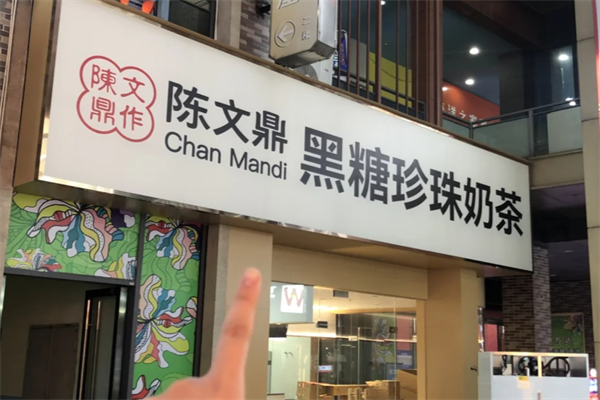 陳文
鼎作
陈文鼎
Chan Mandi
黑糖珍珠奶茶
W